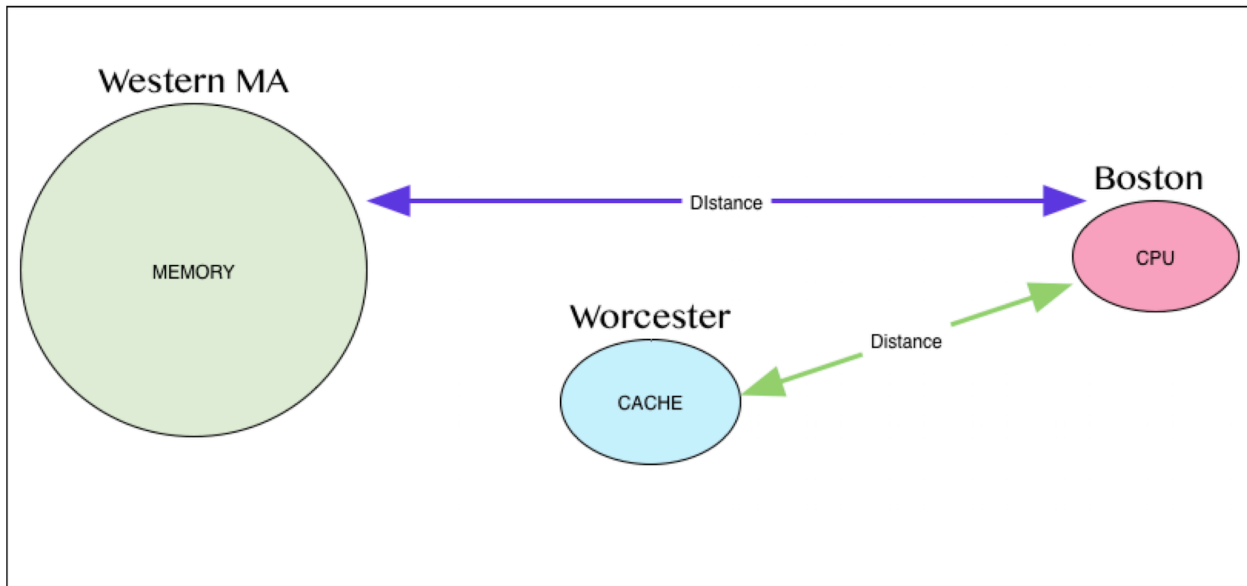 Western MA
Boston
DIstance
CPU
MEMORY
Worcester
Distance
CACHE